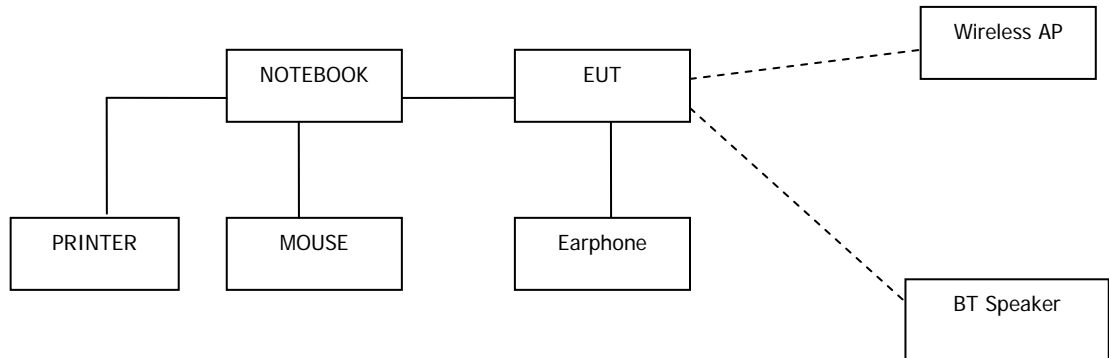 Wireless AP
NOTEBOOK
EUT
PRINTER
MOUSE
Earphone
BT Speaker